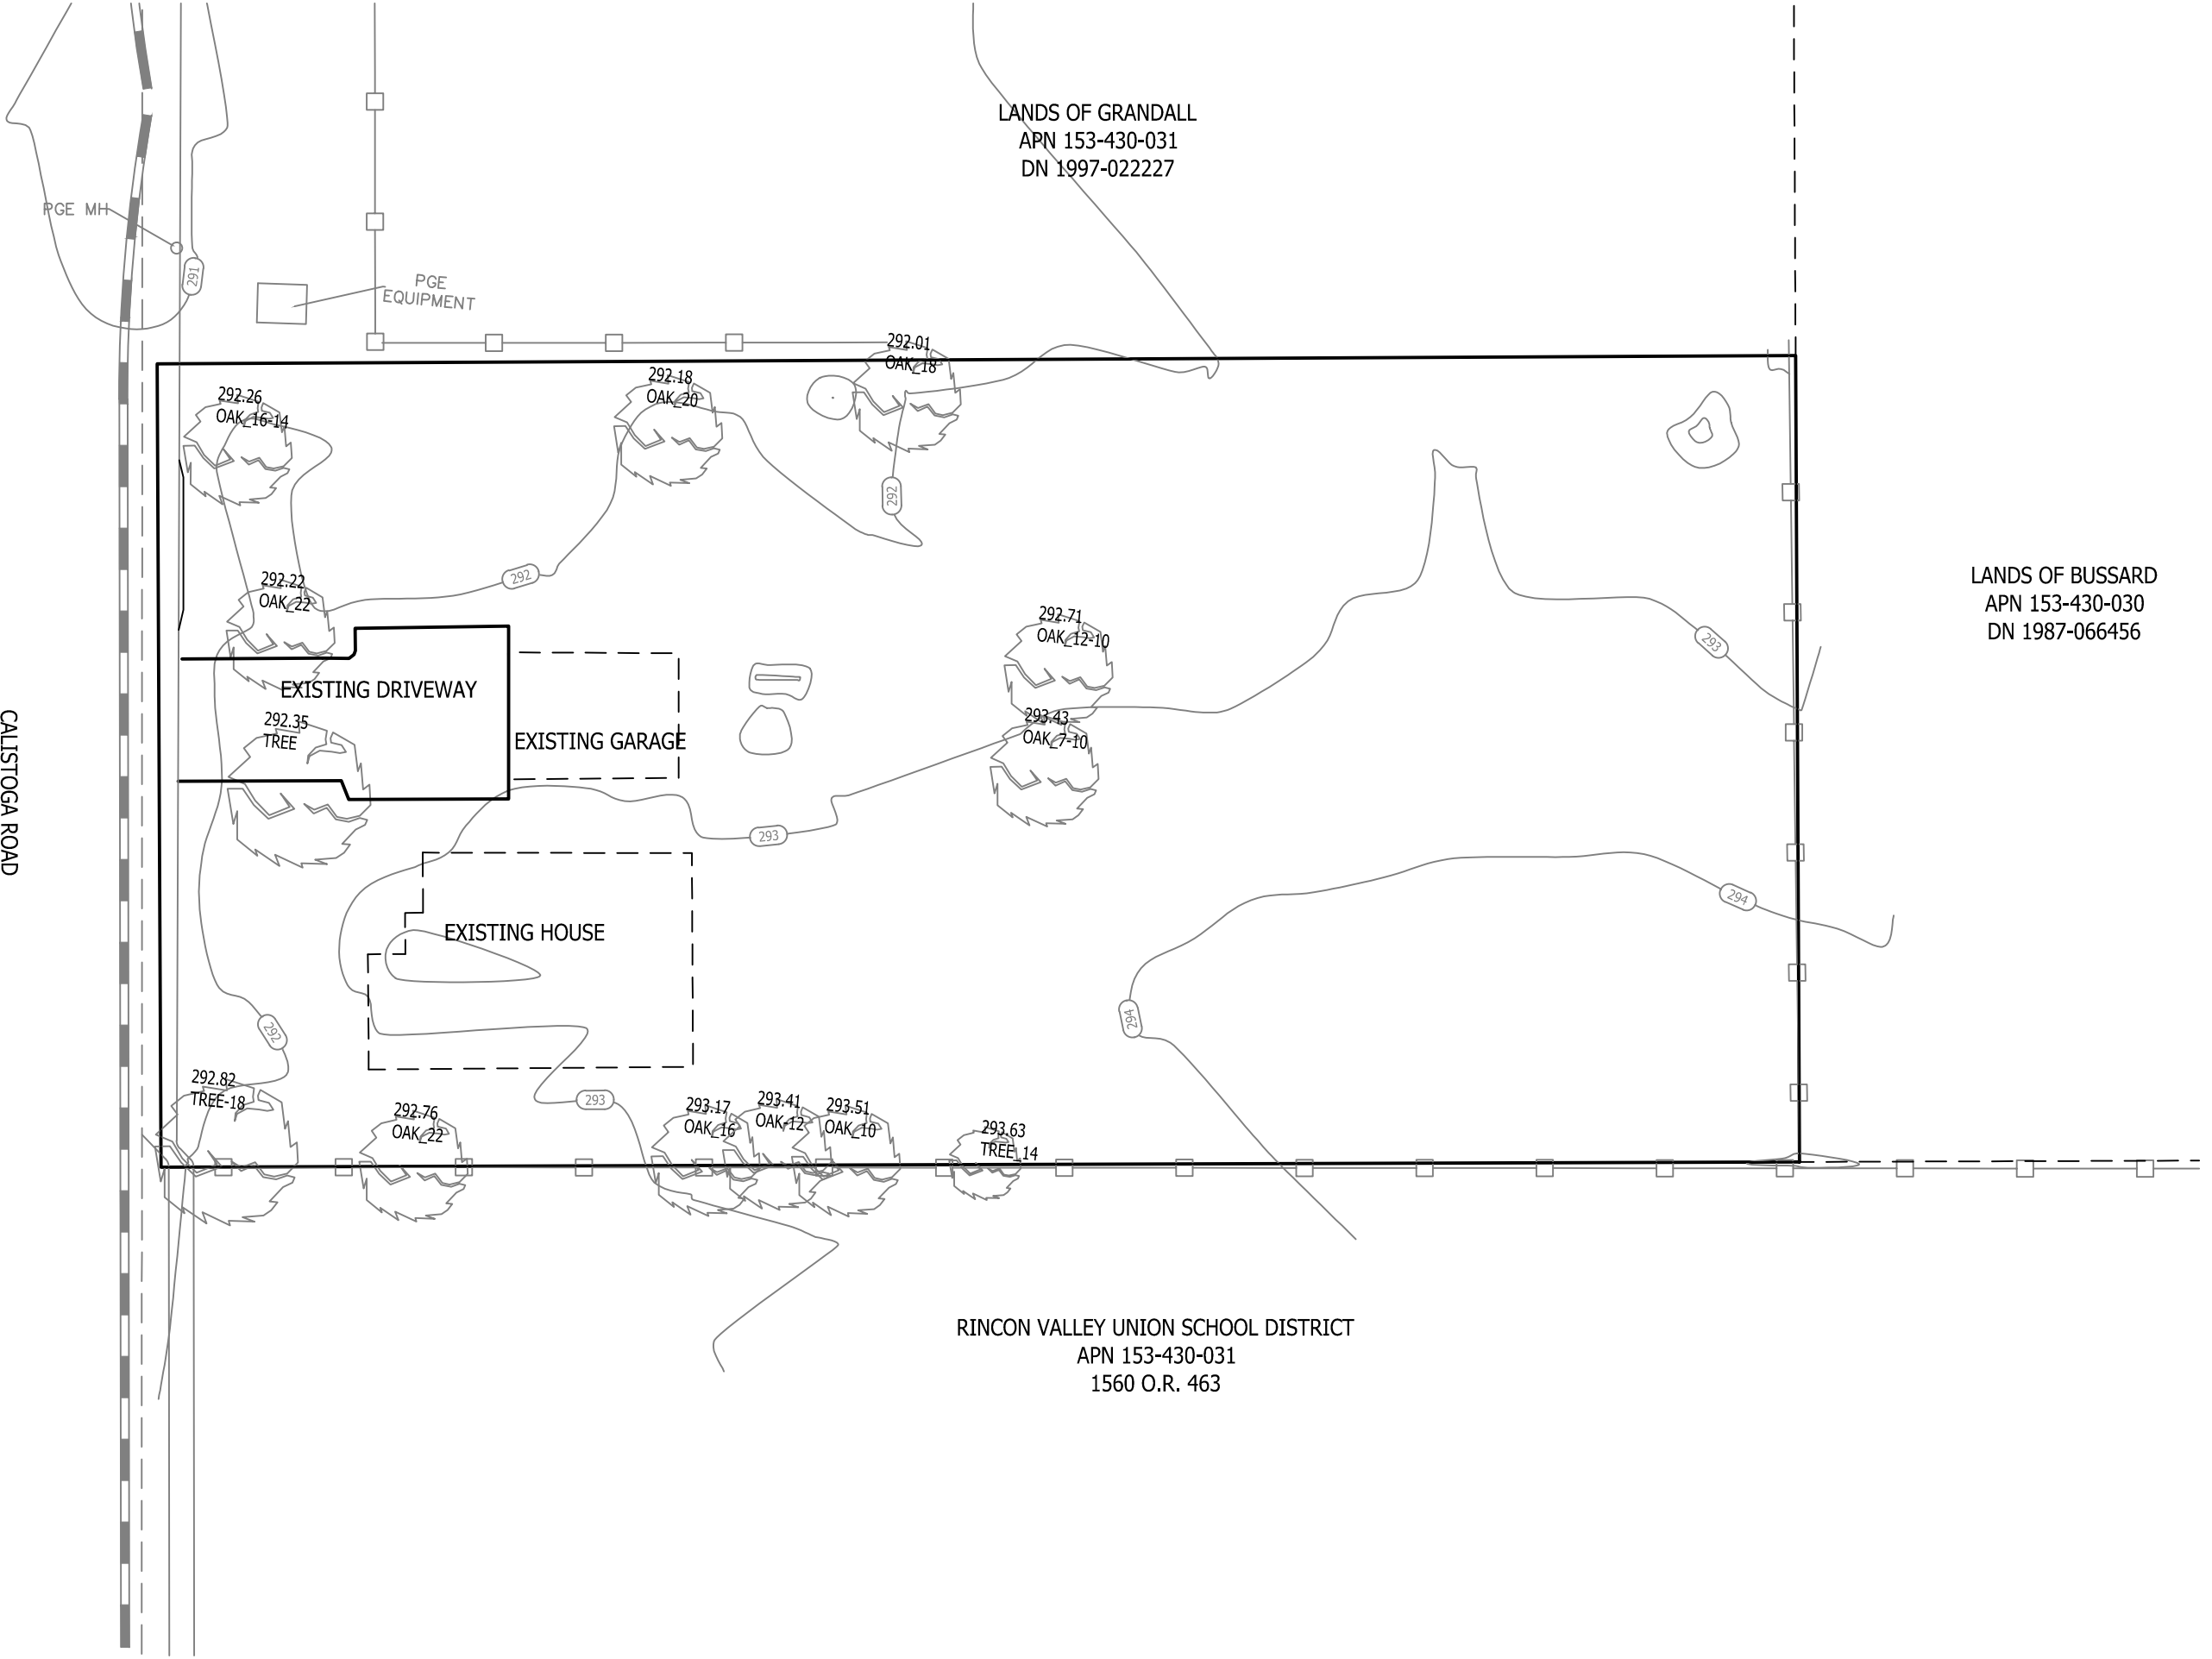 LANDS OF GRANDALL
APN 153-430-031
DN 1997-022227
PGE MH
291
PGE
EQUIPMENT
292.01
OAK_18
292.18
OAK_20
292.26
OAK_16-14
292
292.22
OAK_22
292
292.71
OAK_12-10
293
LANDS OF BUSSARD
APN 153-430-030
DN 1987-066456
EXISTING DRIVEWAY
292.35
TREE
EXISTING GARAGE
293.43
OAK_7-10
CALISTOGA ROAD
293
294
EXISTING HOUSE
292
294
292.82
TREE-18
292.76
OAK_22
293
293.17
OAK_16
293.41
OAK-12
293.51
OAK_10
293.63
TREE_14
RINCON VALLEY UNION SCHOOL DISTRICT
APN 153-430-031
1560 O.R. 463